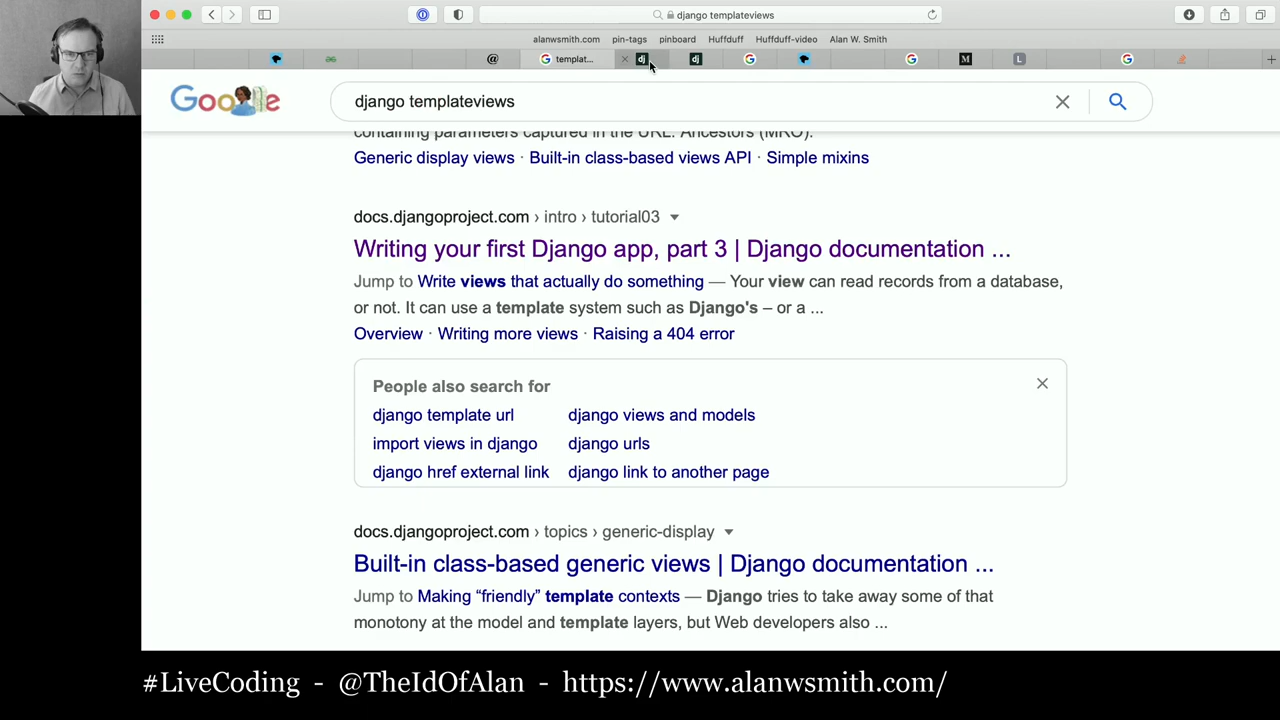 django templateviews
alanwsmith.com pin-tags pinboard Huffduff Huffduff-video Alan W. Smith
@ templat... dj dj
Google django templateviews
containing parameters captured in the URL. Ancestors (MRO).
Generic display views · Built-in class-based views API · Simple mixins
docs.djangoproject.com › intro › tutorial03
Writing your first Django app, part 3 | Django documentation ...
Jump to Write views that actually do something — Your view can read records from a database,
or not. It can use a template system such as Django's – or a ...
Overview · Writing more views · Raising a 404 error
People also search for
django template url django views and models
import views in django django urls
django href external link django link to another page
docs.djangoproject.com › topics › generic-display
Built-in class-based generic views | Django documentation ...
Jump to Making “friendly” template contexts — Django tries to take away some of that
monotony at the model and template layers, but Web developers also ...
#LiveCoding - @TheIdOfAlan - https://www.alanwsmith.com/